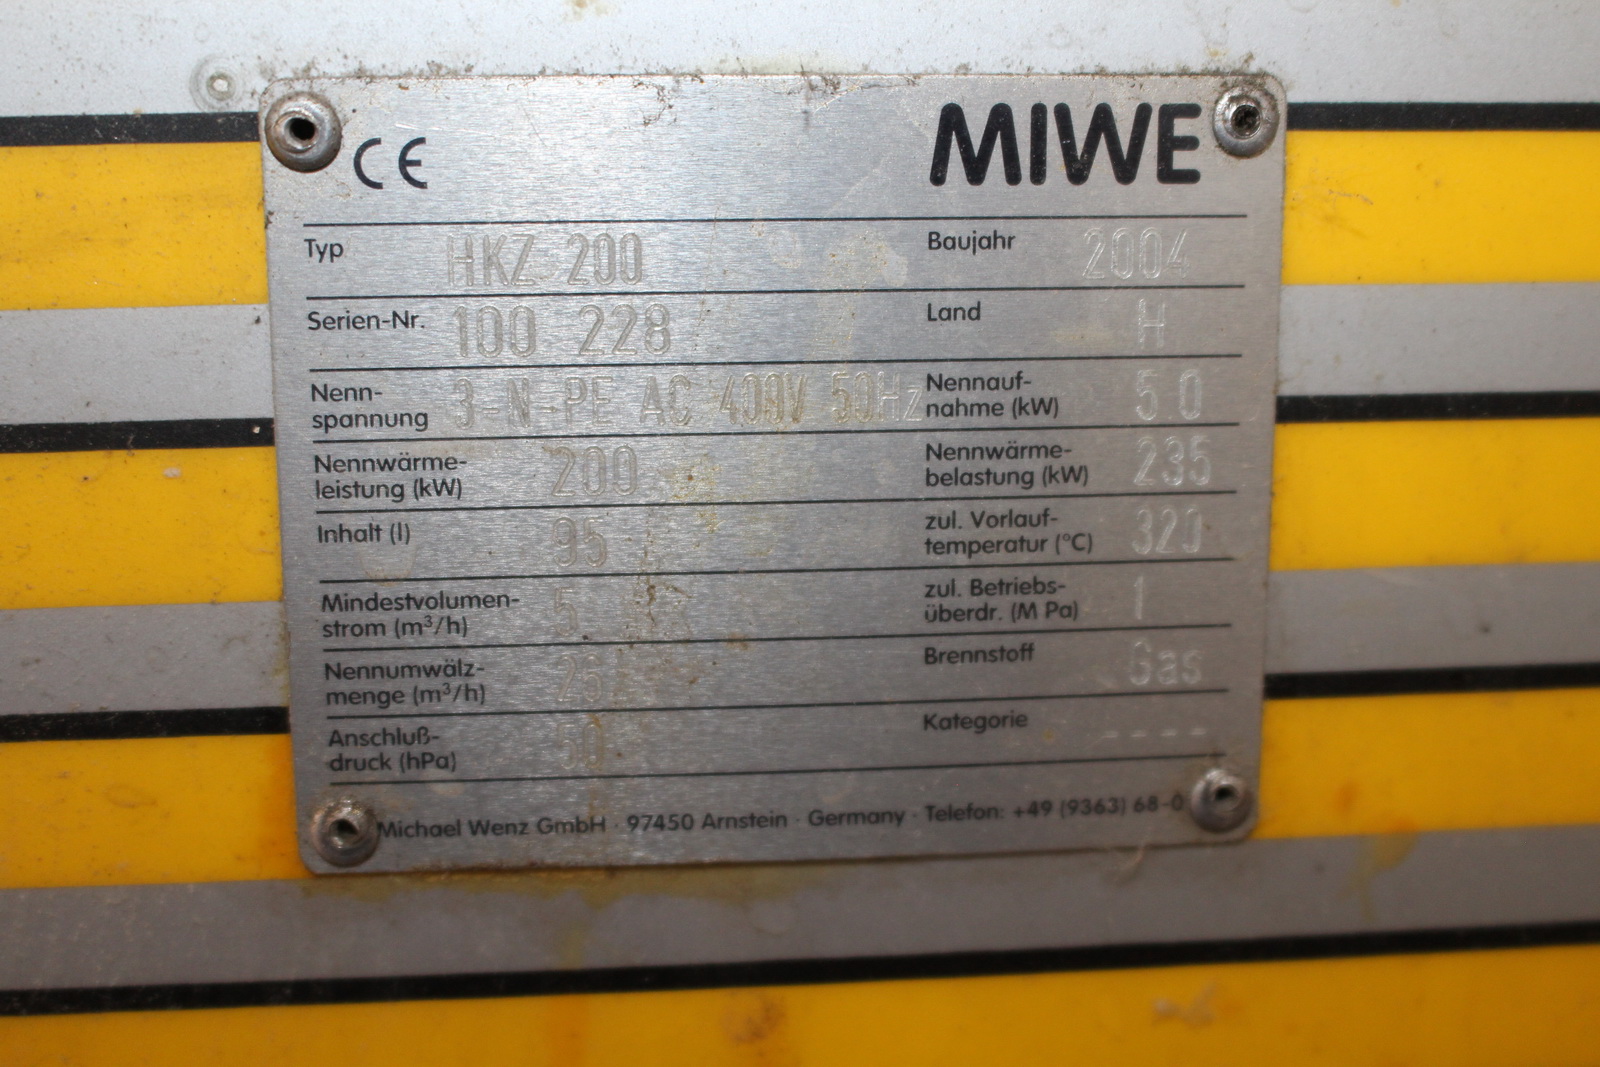 CE MIWE
Typ HKZ 200 Baujahr 2004
Serien-Nr. 100 228 Land H
Nenn-
spannung 3-N-PE AC 400V 50Hz
Nennauf-
nahme (kW) 5.0
Nennwärme-
leistung (kW) 200
Nennwärme-
belastung (kW) 235
Inhalt (l) 95
zul. Vorlauf-
temperatur (°C) 320
Mindestvolumen-
strom (m³/h) 5
zul. Betriebs-
überdr. (M Pa) 1
Nennumwälz-
menge (m³/h) 26
Brennstoff Gas
Anschluß-
druck (hPa) 50
Kategorie ----
Michael Wenz GmbH · 97450 Arnstein · Germany · Telefon: +49 (9363) 68-0